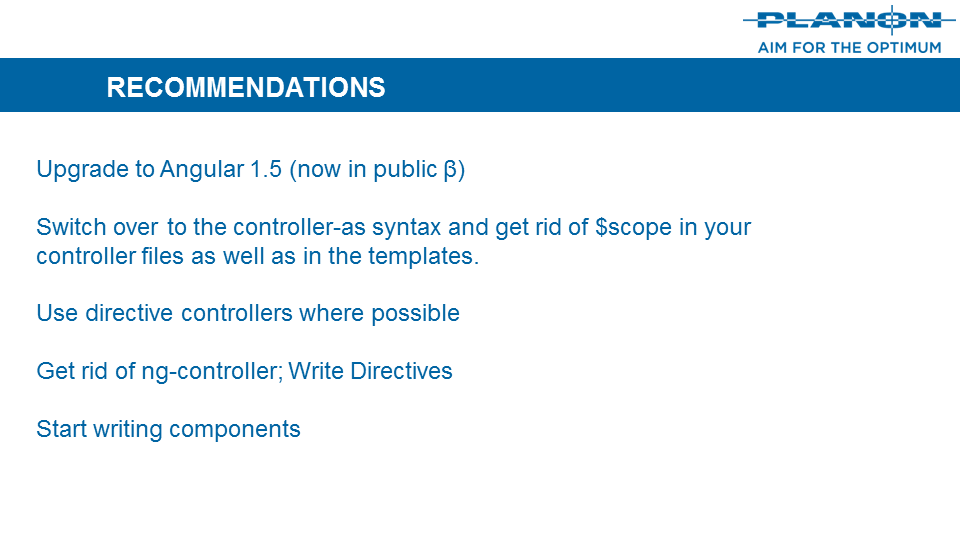 PLANON
AIM FOR THE OPTIMUM
RECOMMENDATIONS
Upgrade to Angular 1.5 (now in public β)
Switch over to the controller-as syntax and get rid of $scope in your
controller files as well as in the templates.
Use directive controllers where possible
Get rid of ng-controller; Write Directives
Start writing components